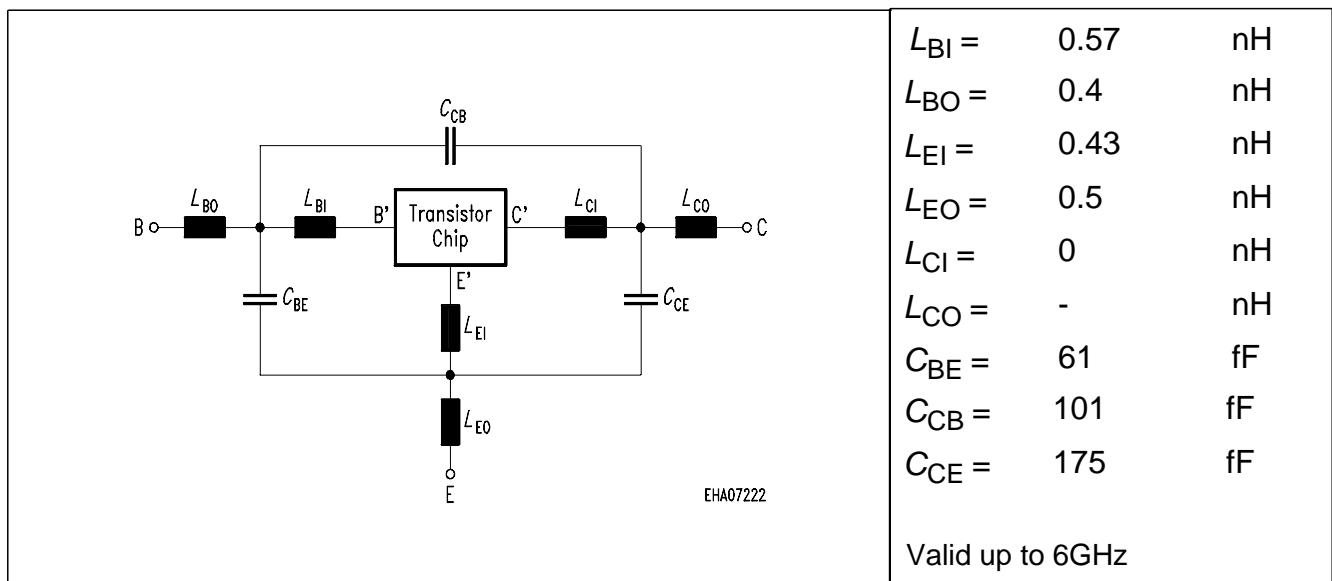 C_CB
L_BO
L_BI
L_CI
L_CO
B
B'
Transistor
Chip
C'
C
E'
C_BE
C_CE
L_EI
L_EO
E
EHA07222
L_BI = 0.57 nH
L_BO = 0.4 nH
L_EI = 0.43 nH
L_EO = 0.5 nH
L_CI = 0 nH
L_CO = - nH
C_BE = 61 fF
C_CB = 101 fF
C_CE = 175 fF
Valid up to 6GHz